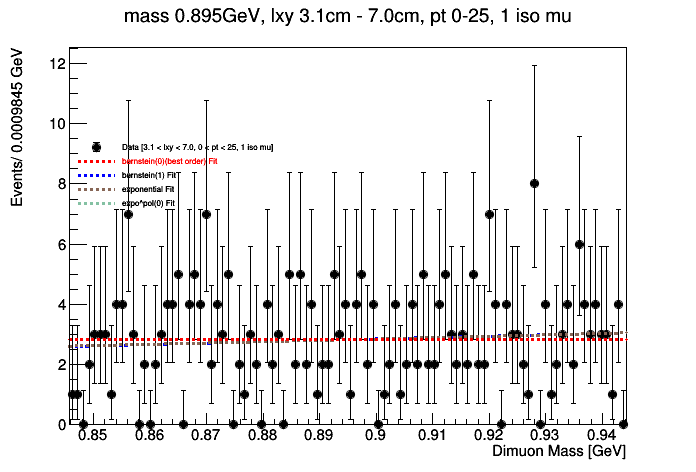 mass 0.895GeV, lxy 3.1cm - 7.0cm, pt 0-25, 1 iso mu
Events/ 0.0009845 GeV
12
10
8
6
4
2
0
Data [3.1 < lxy < 7.0, 0 < pt < 25, 1 iso mu]
bernstein(0)(best order) Fit
bernstein(1) Fit
exponential Fit
expo*pol(0) Fit
0.85 0.86 0.87 0.88 0.89 0.9 0.91 0.92 0.93 0.94
Dimuon Mass [GeV]